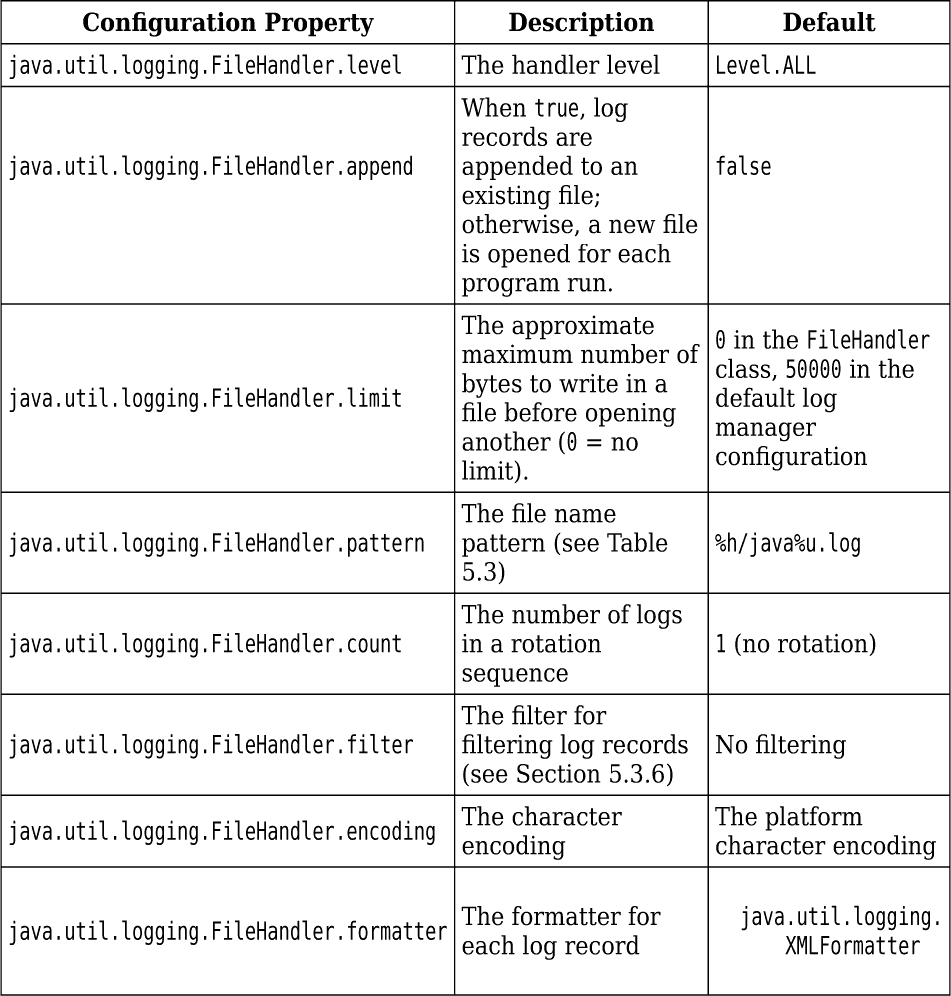 Configuration Property Description Default
java.util.logging.FileHandler.level The handler level Level.ALL
java.util.logging.FileHandler.append
When true, log
records are
appended to an
existing file;
otherwise, a new file
is opened for each
program run.
false
java.util.logging.FileHandler.limit
The approximate
maximum number of
bytes to write in a
file before opening
another (0 = no
limit).
0 in the FileHandler
class, 50000 in the
default log
manager
configuration
java.util.logging.FileHandler.pattern
The file name
pattern (see Table
5.3)
%h/java%u.log
java.util.logging.FileHandler.count
The number of logs
in a rotation
sequence
1 (no rotation)
java.util.logging.FileHandler.filter
The filter for
filtering log records
(see Section 5.3.6)
No filtering
java.util.logging.FileHandler.encoding
The character
encoding
The platform
character encoding
java.util.logging.FileHandler.formatter
The formatter for
each log record
java.util.logging.
XMLFormatter